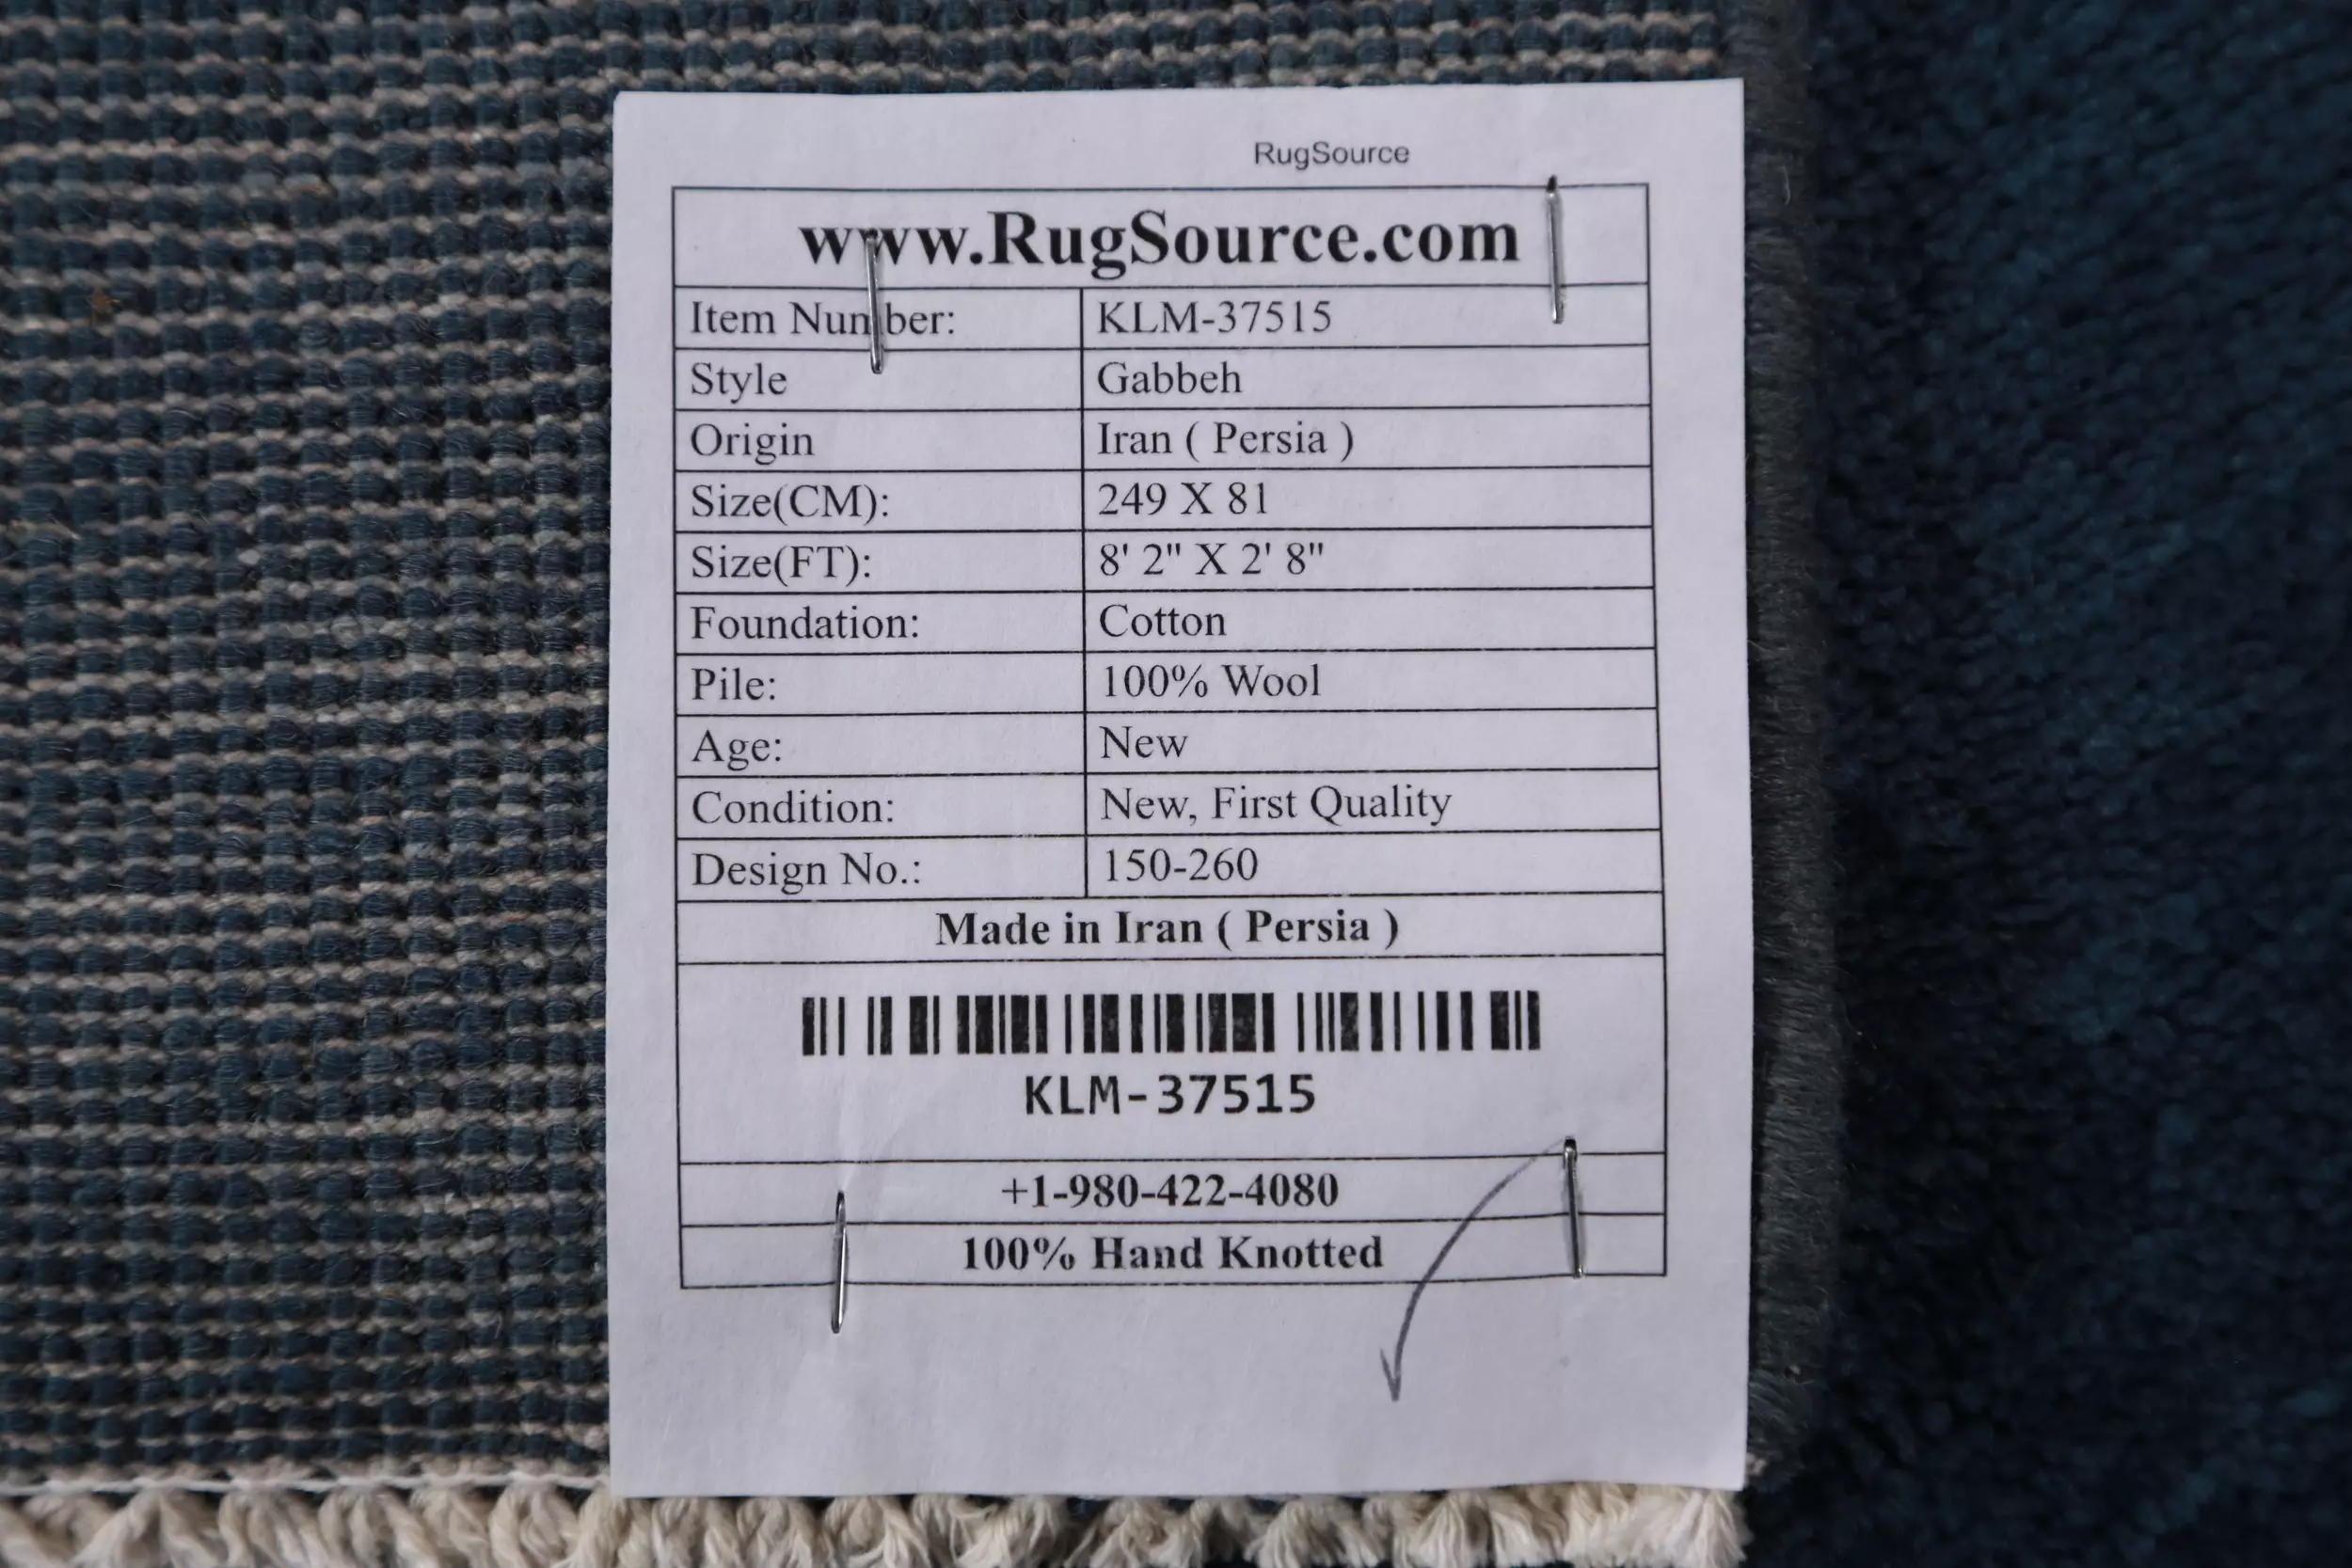 RugSource
www.RugSource.com
Item Number: KLM-37515
Style Gabbeh
Origin Iran ( Persia )
Size(CM): 249 X 81
Size(FT): 8' 2" X 2' 8"
Foundation: Cotton
Pile: 100% Wool
Age: New
Condition: New, First Quality
Design No.: 150-260
Made in Iran ( Persia )
KLM-37515
+1-980-422-4080
100% Hand Knotted